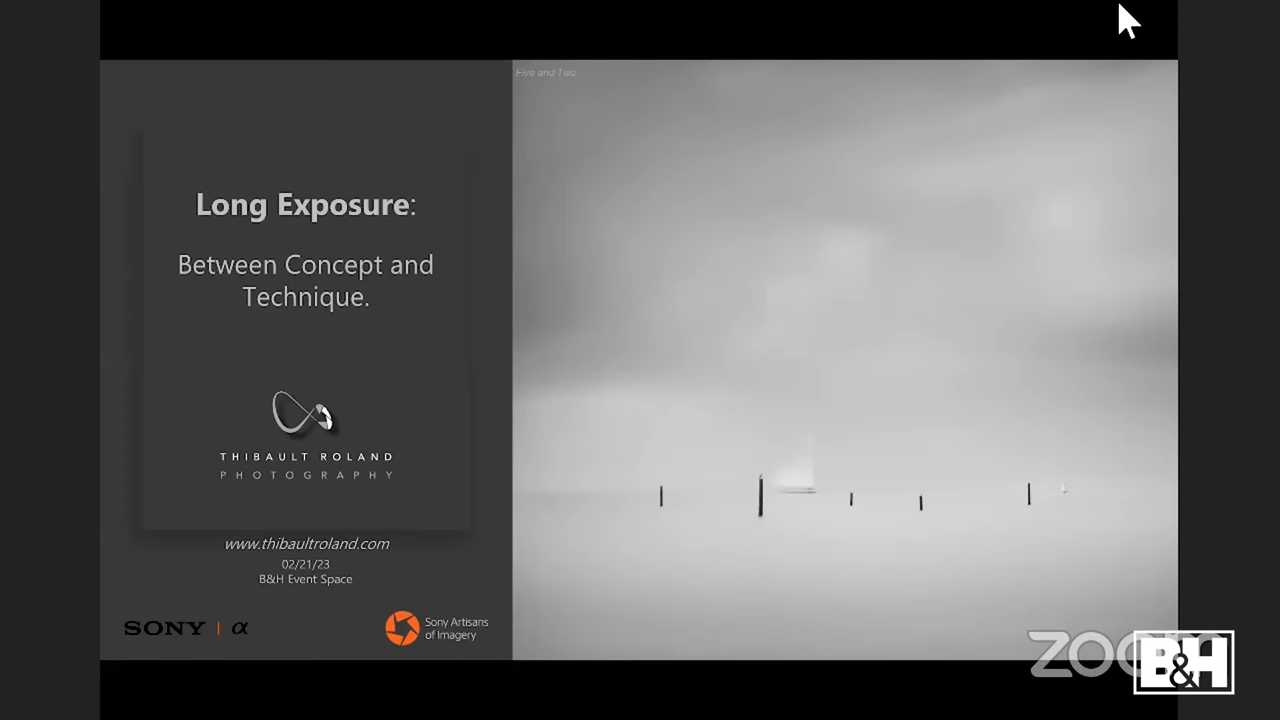 Five and Two
Long Exposure:
Between Concept and
Technique.
THIBAULT ROLAND
PHOTOGRAPHY
www.thibaultroland.com
02/21/23
B&H Event Space
SONY | α
Sony Artisans
of Imagery
zoom
B&H